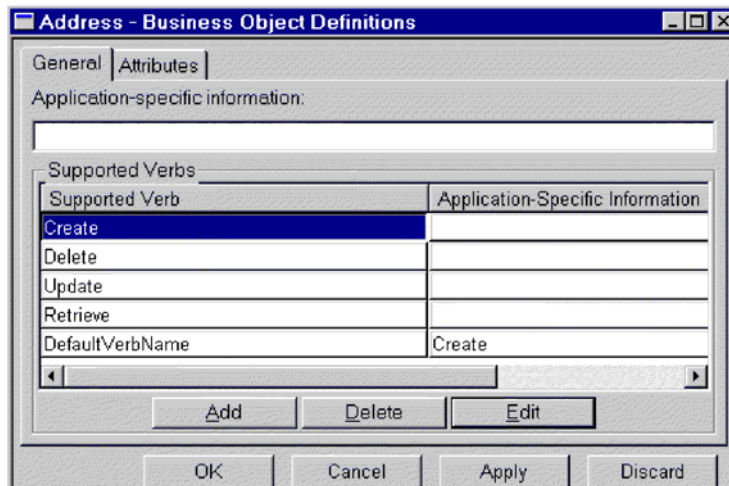 Address - Business Object Definitions
General Attributes
Application-specific information:
Supported Verbs
Supported Verb Application-Specific Information
Create
Delete
Update
Retrieve
DefaultVerbName Create
Add Delete Edit
OK Cancel Apply Discard